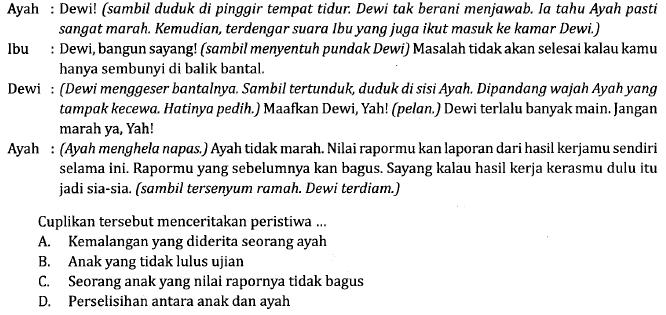 Ayah : Dewi! (sambil duduk di pinggir tempat tidur. Dewi tak berani menjawab. Ia tahu Ayah pasti
sangat marah. Kemudian, terdengar suara Ibu yang juga ikut masuk ke kamar Dewi.)
Ibu : Dewi, bangun sayang! (sambil menyentuh pundak Dewi) Masalah tidak akan selesai kalau kamu
hanya sembunyi di balik bantal.
Dewi : (Dewi menggeser bantalnya. Sambil tertunduk, duduk di sisi Ayah. Dipandang wajah Ayah yang
tampak kecewa. Hatinya pedih.) Maafkan Dewi, Yah! (pelan.) Dewi terlalu banyak main. Jangan
marah ya, Yah!
Ayah : (Ayah menghela napas.) Ayah tidak marah. Nilai rapormu kan laporan dari hasil kerjamu sendiri
selama ini. Rapormu yang sebelumnya kan bagus. Sayang kalau hasil kerja kerasmu dulu itu
jadi sia-sia. (sambil tersenyum ramah. Dewi terdiam.)
Cuplikan tersebut menceritakan peristiwa ...
A. Kemalangan yang diderita seorang ayah
B. Anak yang tidak lulus ujian
C. Seorang anak yang nilai rapornya tidak bagus
D. Perselisihan antara anak dan ayah